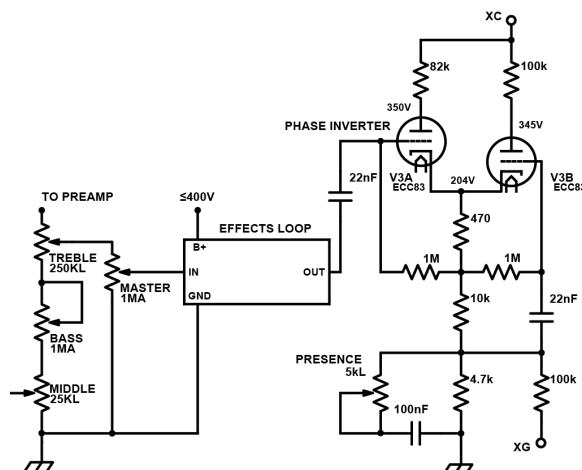 XC
82k
100k
350V
345V
PHASE INVERTER
V3A
ECC83
204V
V3B
ECC83
22nF
TO PREAMP
≤400V
470
EFFECTS LOOP
B+
TREBLE
250KL
1M
1M
IN
OUT
MASTER
1MA
GND
10k
22nF
BASS
1MA
PRESENCE
5kL
MIDDLE
25KL
4.7k
100k
100nF
XG